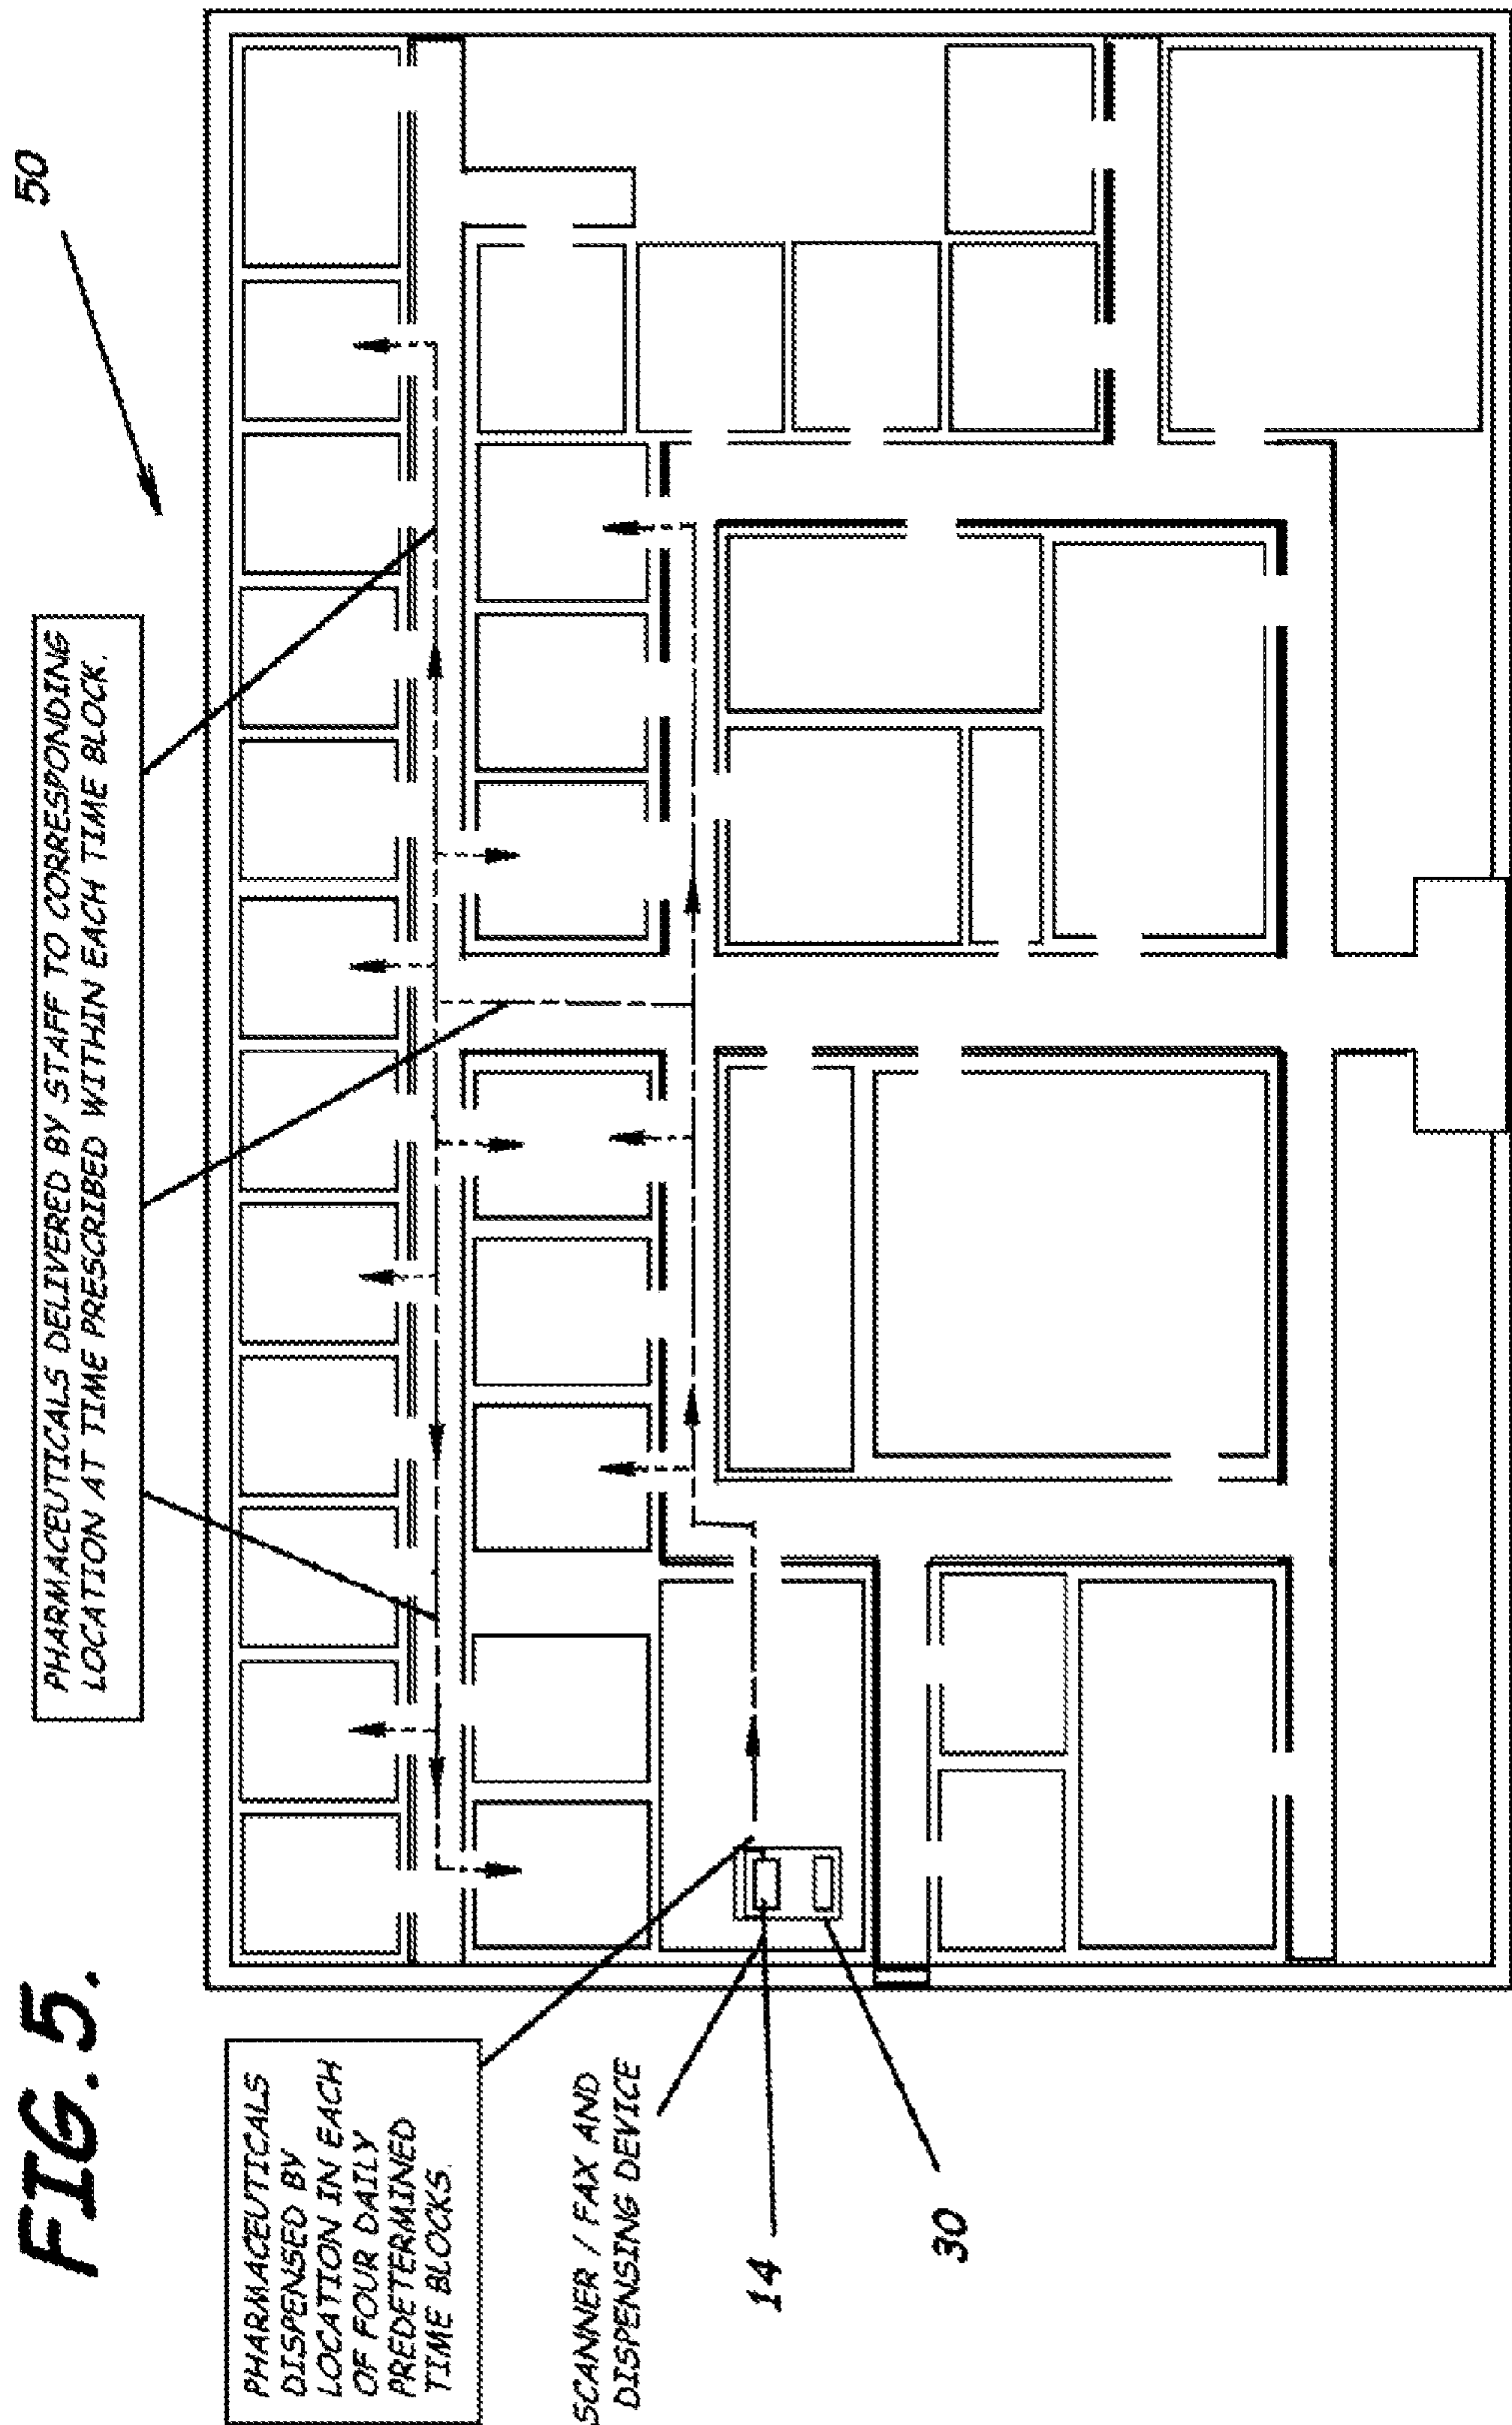 FIG. 5.
50
PHARMACEUTICALS DELIVERED BY STAFF TO CORRESPONDING
LOCATION AT TIME PRESCRIBED WITHIN EACH TIME BLOCK.
PHARMACEUTICALS
DISPENSED BY
LOCATION IN EACH
OF FOUR DAILY
PREDETERMINED
TIME BLOCKS.
SCANNER / FAX AND
DISPENSING DEVICE
14
30